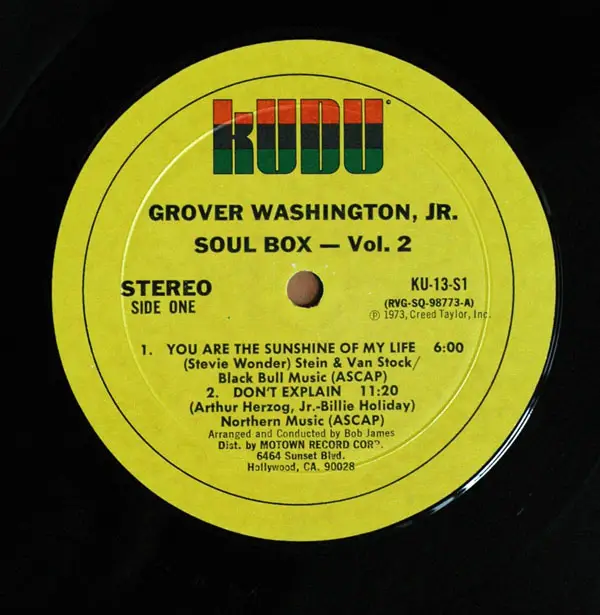 KUDU
GROVER WASHINGTON, JR.
SOUL BOX — Vol. 2
STEREO
SIDE ONE
KU-13-S1
(RVG-SQ-98773-A)
℗ 1973, Creed Taylor, Inc.
1. YOU ARE THE SUNSHINE OF MY LIFE 6:00
(Stevie Wonder) Stein & Van Stock/
Black Bull Music (ASCAP)
2. DON'T EXPLAIN 11:20
(Arthur Herzog, Jr.-Billie Holiday)
Northern Music (ASCAP)
Arranged and Conducted by Bob James
Dist. by MOTOWN RECORD CORP.
6464 Sunset Blvd.
Hollywood, CA. 90028